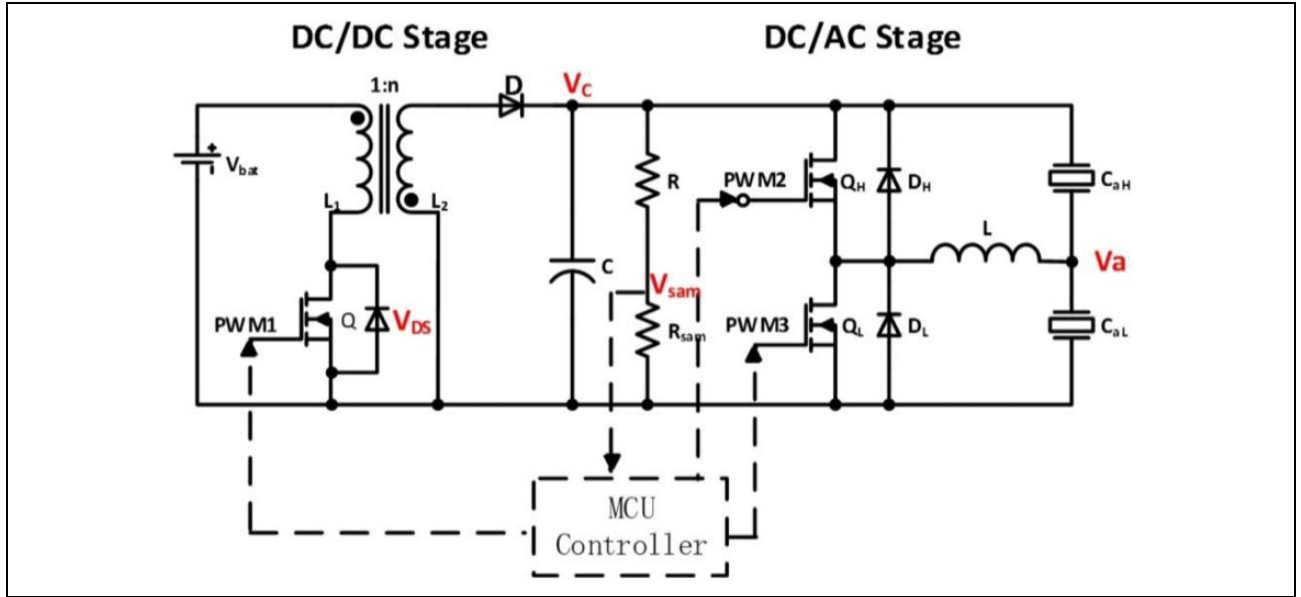 DC/DC Stage
DC/AC Stage
1:n
D
VC
+
Vbat
L1
L2
R
PWM2
QH
DH
CaH
L
Va
C
Vsam
PWM1
Q
VDS
Rsam
PWM3
QL
DL
CaL
MCU
Controller